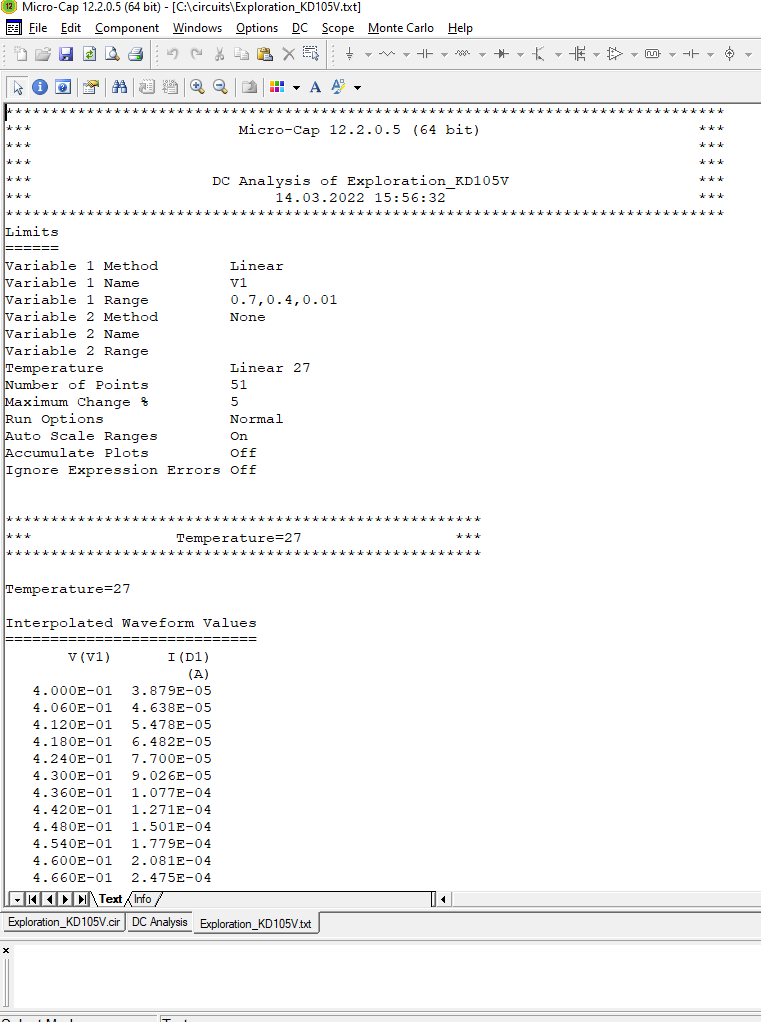 Micro-Cap 12.2.0.5 (64 bit) - [C:\circuits\Exploration_KD105V.txt]
File Edit Component Windows Options DC Scope Monte Carlo Help
********************************************************************************
*** Micro-Cap 12.2.0.5 (64 bit) ***
*** ***
*** ***
*** DC Analysis of Exploration_KD105V ***
*** 14.03.2022 15:56:32 ***
********************************************************************************
Limits
======
Variable 1 Method Linear
Variable 1 Name V1
Variable 1 Range 0.7,0.4,0.01
Variable 2 Method None
Variable 2 Name
Variable 2 Range
Temperature Linear 27
Number of Points 51
Maximum Change % 5
Run Options Normal
Auto Scale Ranges On
Accumulate Plots Off
Ignore Expression Errors Off
*****************************************************
*** Temperature=27 ***
*****************************************************
Temperature=27
Interpolated Waveform Values
============================
V(V1) I(D1)
(A)
4.000E-01 3.879E-05
4.060E-01 4.638E-05
4.120E-01 5.478E-05
4.180E-01 6.482E-05
4.240E-01 7.700E-05
4.300E-01 9.026E-05
4.360E-01 1.077E-04
4.420E-01 1.271E-04
4.480E-01 1.501E-04
4.540E-01 1.779E-04
4.600E-01 2.081E-04
4.660E-01 2.475E-04
Text Info
Exploration_KD105V.cir DC Analysis Exploration_KD105V.txt